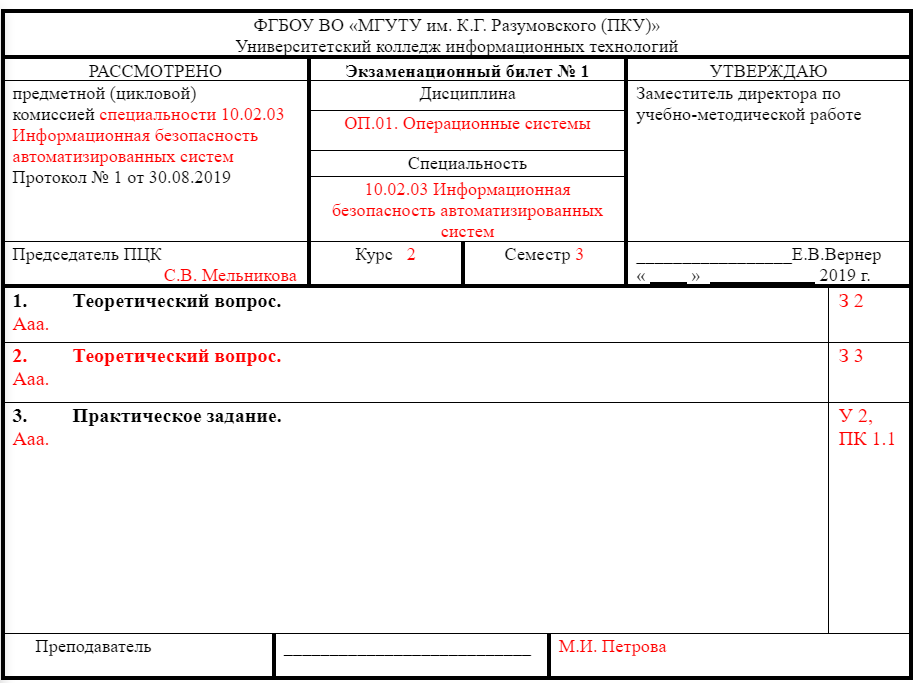 ФГБОУ ВО «МГУТУ им. К.Г. Разумовского (ПКУ)»
Университетский колледж информационных технологий
РАССМОТРЕНО
предметной (цикловой)
комиссией специальности 10.02.03
Информационная безопасность
автоматизированных систем
Протокол № 1 от 30.08.2019
Председатель ПЦК
С.В. Мельникова
Экзаменационный билет № 1
Дисциплина
ОП.01. Операционные системы
Специальность
10.02.03 Информационная
безопасность автоматизированных
систем
Курс 2
Семестр 3
УТВЕРЖДАЮ
Заместитель директора по
учебно-методической работе
_________________Е.В.Вернер
« ____ » ____________ 2019 г.
1. Теоретический вопрос.
Ааа.
З 2
2. Теоретический вопрос.
Ааа.
З 3
3. Практическое задание.
Ааа.
У 2,
ПК 1.1
Преподаватель
___________________________
М.И. Петрова